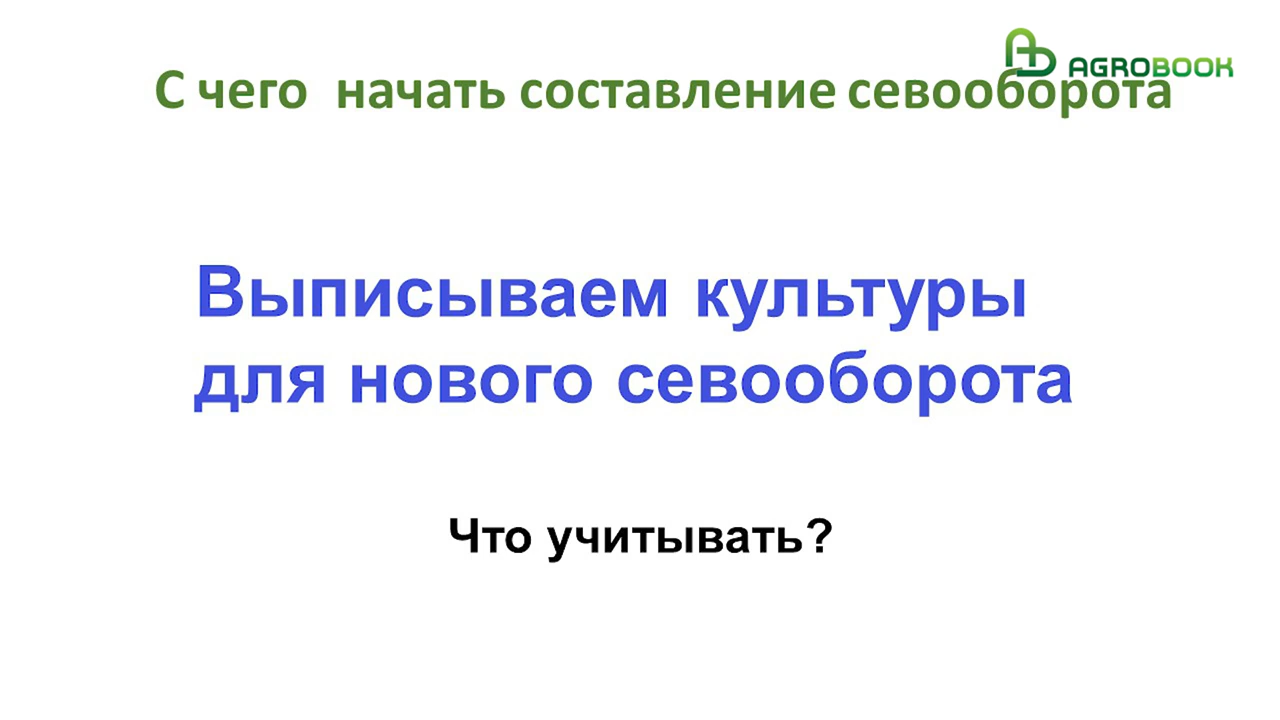 С чего начать составление севооборота
AGROBOOK
Выписываем культуры
для нового севооборота
Что учитывать?